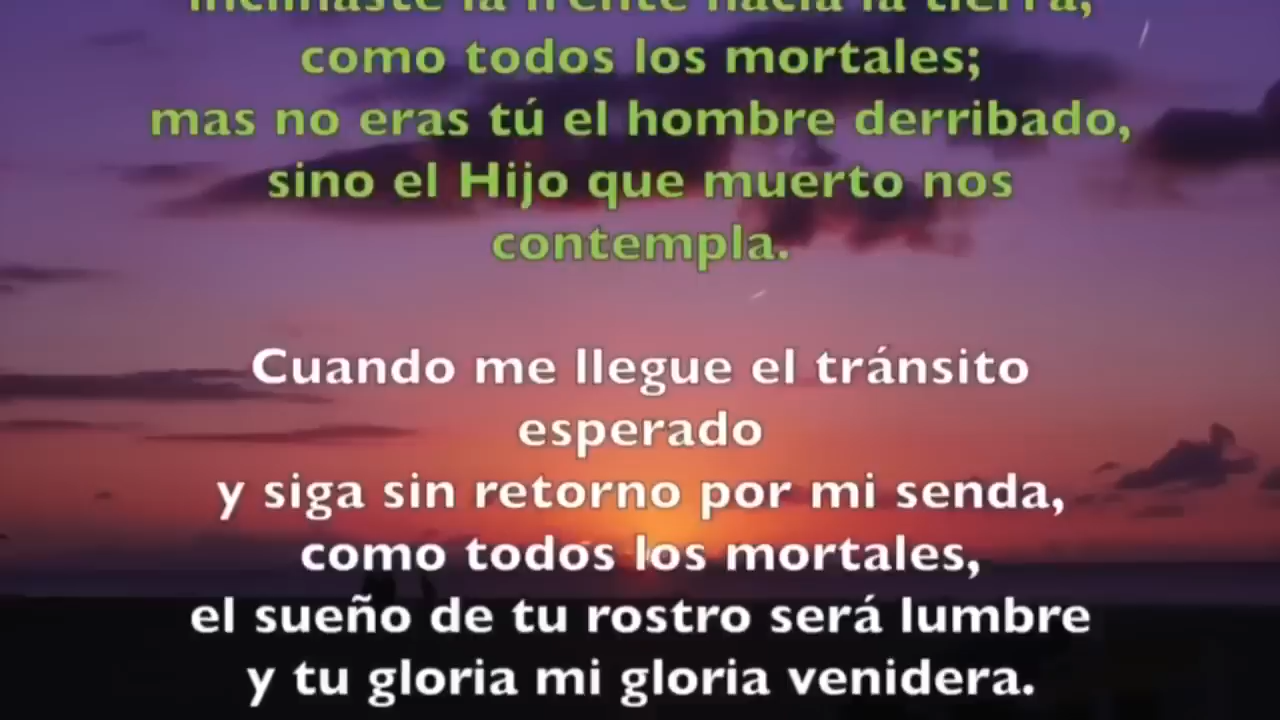 inclinaste la frente hacia la tierra,
como todos los mortales;
mas no eras tú el hombre derribado,
sino el Hijo que muerto nos
contempla.
Cuando me llegue el tránsito
esperado
y siga sin retorno por mi senda,
como todos los mortales,
el sueño de tu rostro será lumbre
y tu gloria mi gloria venidera.